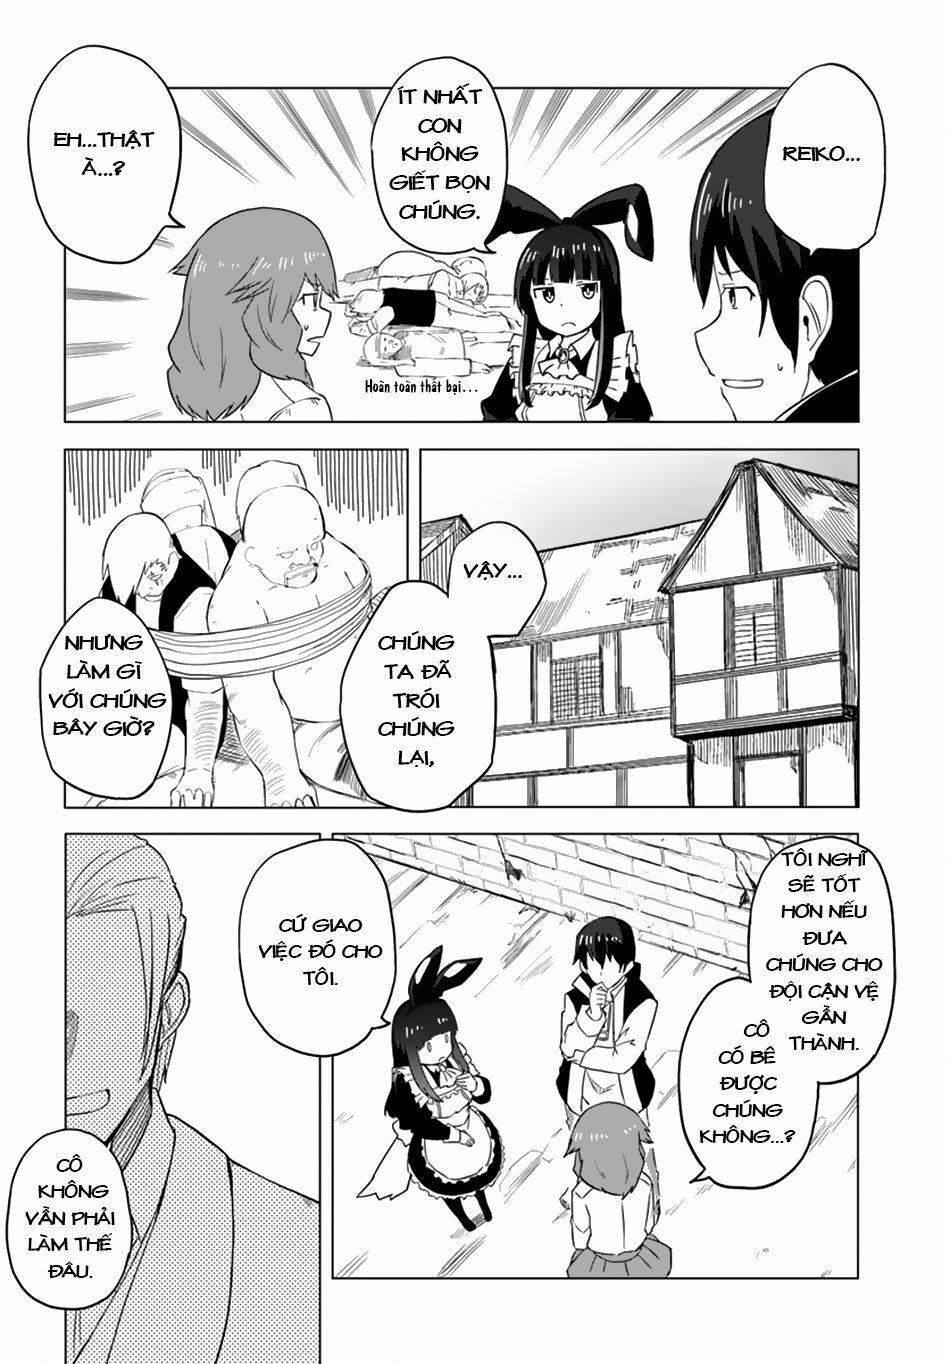 REIKO...
ÍT NHẤT
CON
KHÔNG
GIẾT BỌN
CHÚNG.
EH...THẬT
À...?
Hoàn toàn thất bại...
VẬY...
CHÚNG
TA ĐÃ
TRÓI
CHÚNG
LẠI,
NHƯNG
LÀM GÌ
VỚI CHÚNG
BÂY GIỜ?
TÔI NGHĨ
SẼ TỐT
HƠN NẾU
ĐƯA
CHÚNG CHO
ĐỘI CẬN VỆ
GẦN
THÀNH.
CÔ
CÓ BÊ
ĐƯỢC
CHÚNG
KHÔNG...?
CỨ GIAO
VIỆC ĐÓ CHO
TÔI.
CÔ
KHÔNG
VẦN PHẢI
LÀM THẾ
ĐÂU.